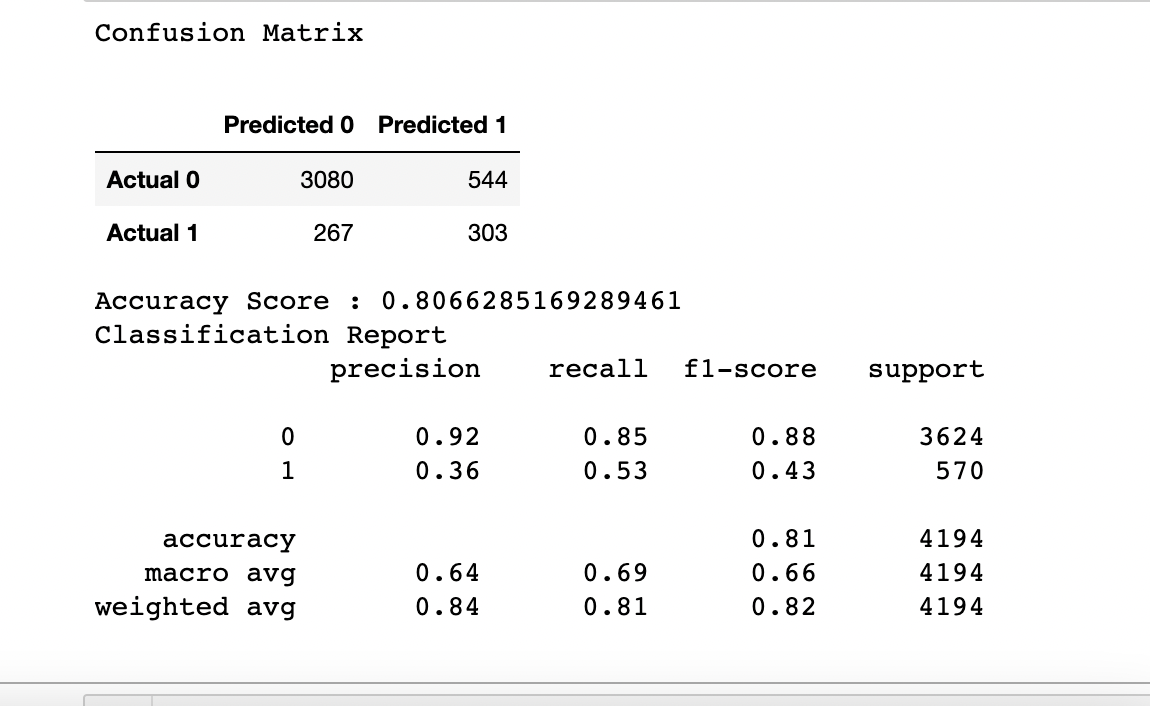 Confusion Matrix
Predicted 0 Predicted 1
Actual 0 3080 544
Actual 1 267 303
Accuracy Score : 0.8066285169289461
Classification Report
precision recall f1-score support
0 0.92 0.85 0.88 3624
1 0.36 0.53 0.43 570
accuracy 0.81 4194
macro avg 0.64 0.69 0.66 4194
weighted avg 0.84 0.81 0.82 4194